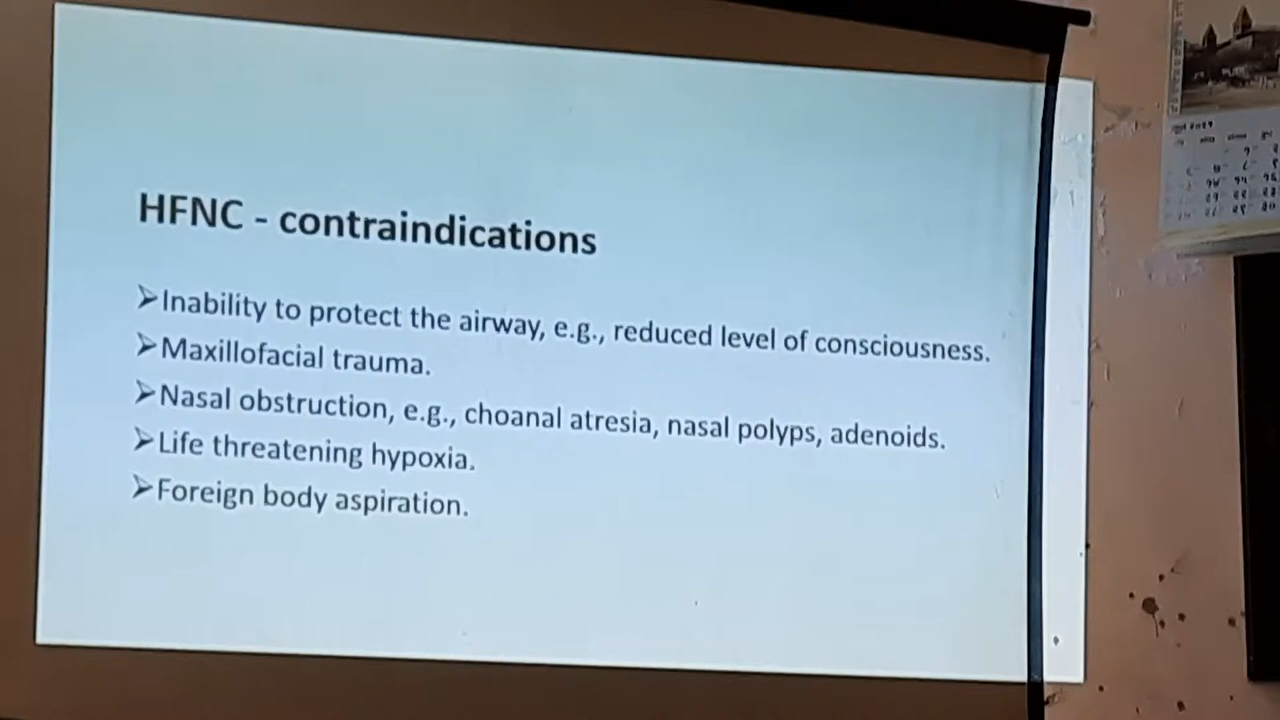 HFNC - contraindications
➢Inability to protect the airway, e.g., reduced level of consciousness.
➢Maxillofacial trauma.
➢Nasal obstruction, e.g., choanal atresia, nasal polyps, adenoids.
➢Life threatening hypoxia.
➢Foreign body aspiration.